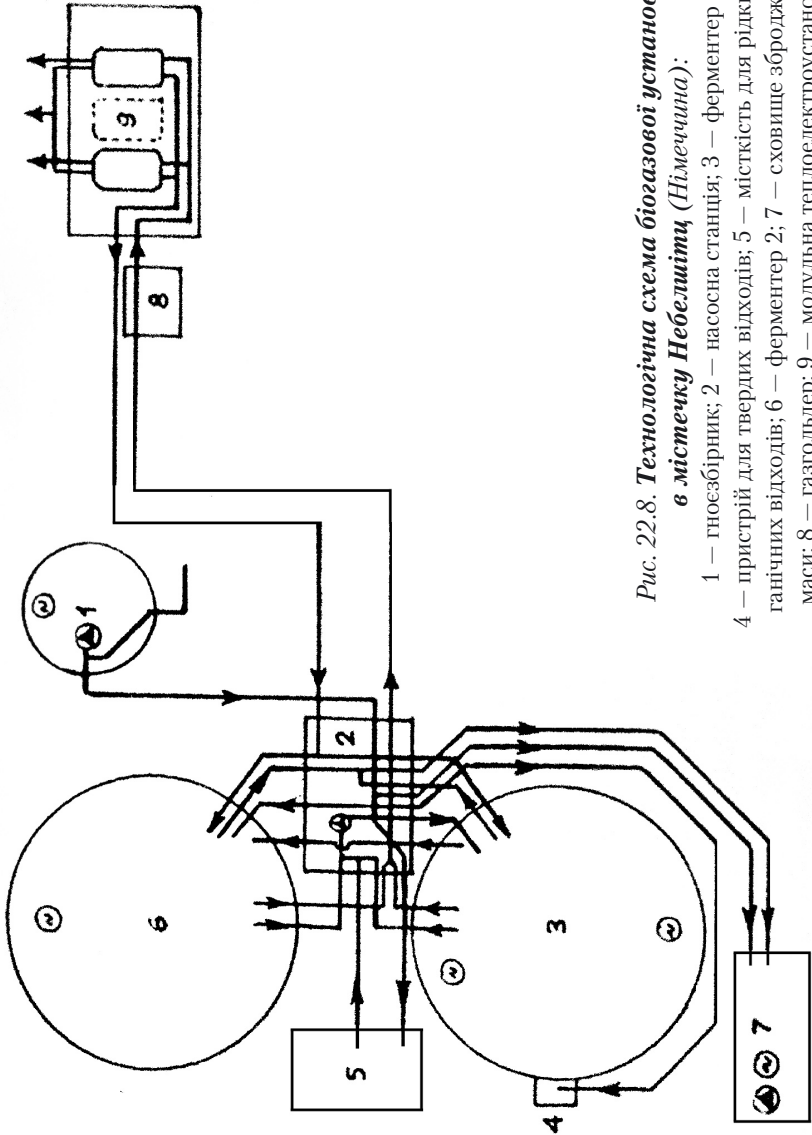 9
8
1
2
6
3
5
4
7
Рис. 22.8. Технологічна схема біогазової установ
в містечку Небелшітц (Німеччина):
1 — гноєзбірник; 2 — насосна станція; 3 — ферментер
4 — пристрій для твердих відходів; 5 — місткість для рідк
ганічних відходів; 6 — ферментер 2; 7 — сховище збродж
маси; 8 — газгольдер; 9 — модульна теплоелектроустано